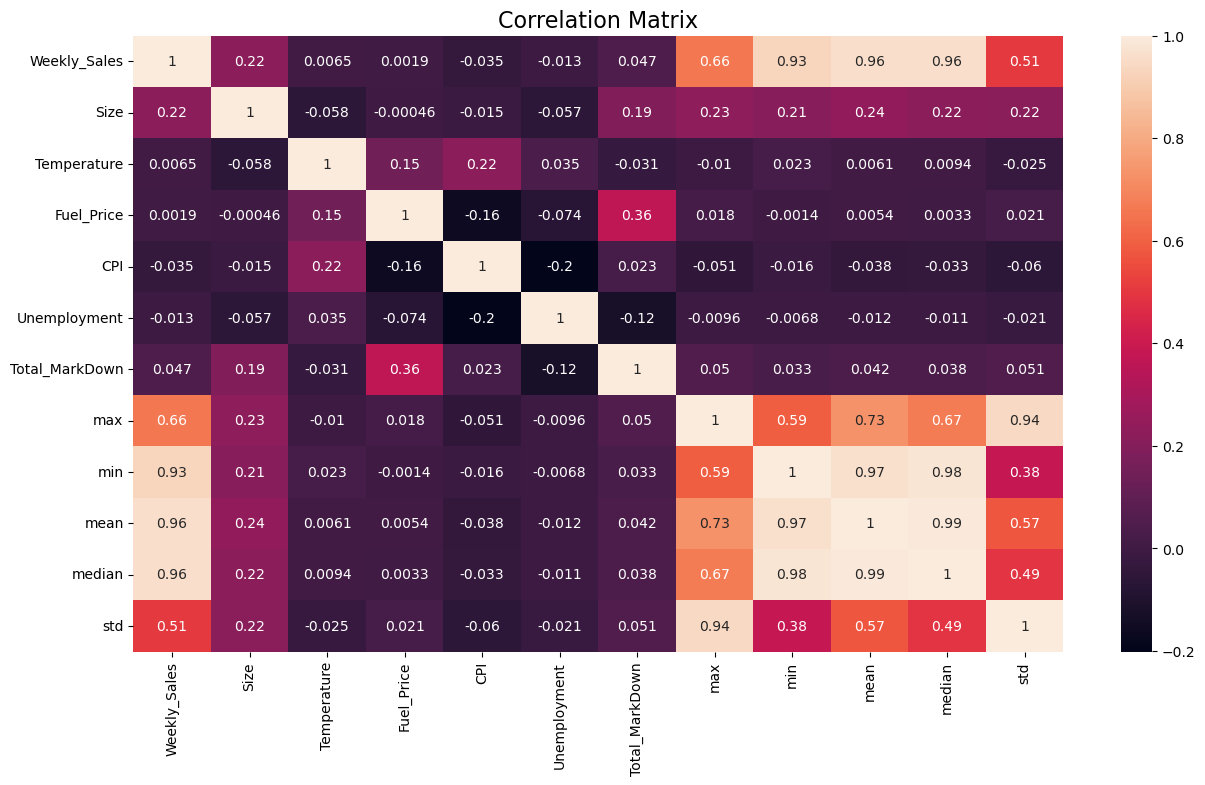 Correlation Matrix
Weekly_Sales 1 0.22 0.0065 0.0019 -0.035 -0.013 0.047 0.66 0.93 0.96 0.96 0.51
Size 0.22 1 -0.058 -0.00046 -0.015 -0.057 0.19 0.23 0.21 0.24 0.22 0.22
Temperature 0.0065 -0.058 1 0.15 0.22 0.035 -0.031 -0.01 0.023 0.0061 0.0094 -0.025
Fuel_Price 0.0019 -0.00046 0.15 1 -0.16 -0.074 0.36 0.018 -0.0014 0.0054 0.0033 0.021
CPI -0.035 -0.015 0.22 -0.16 1 -0.2 0.023 -0.051 -0.016 -0.038 -0.033 -0.06
Unemployment -0.013 -0.057 0.035 -0.074 -0.2 1 -0.12 -0.0096 -0.0068 -0.012 -0.011 -0.021
Total_MarkDown 0.047 0.19 -0.031 0.36 0.023 -0.12 1 0.05 0.033 0.042 0.038 0.051
max 0.66 0.23 -0.01 0.018 -0.051 -0.0096 0.05 1 0.59 0.73 0.67 0.94
min 0.93 0.21 0.023 -0.0014 -0.016 -0.0068 0.033 0.59 1 0.97 0.98 0.38
mean 0.96 0.24 0.0061 0.0054 -0.038 -0.012 0.042 0.73 0.97 1 0.99 0.57
median 0.96 0.22 0.0094 0.0033 -0.033 -0.011 0.038 0.67 0.98 0.99 1 0.49
std 0.51 0.22 -0.025 0.021 -0.06 -0.021 0.051 0.94 0.38 0.57 0.49 1
Weekly_Sales Size Temperature Fuel_Price CPI Unemployment Total_MarkDown max min mean median std
1.0
0.8
0.6
0.4
0.2
0.0
−0.2